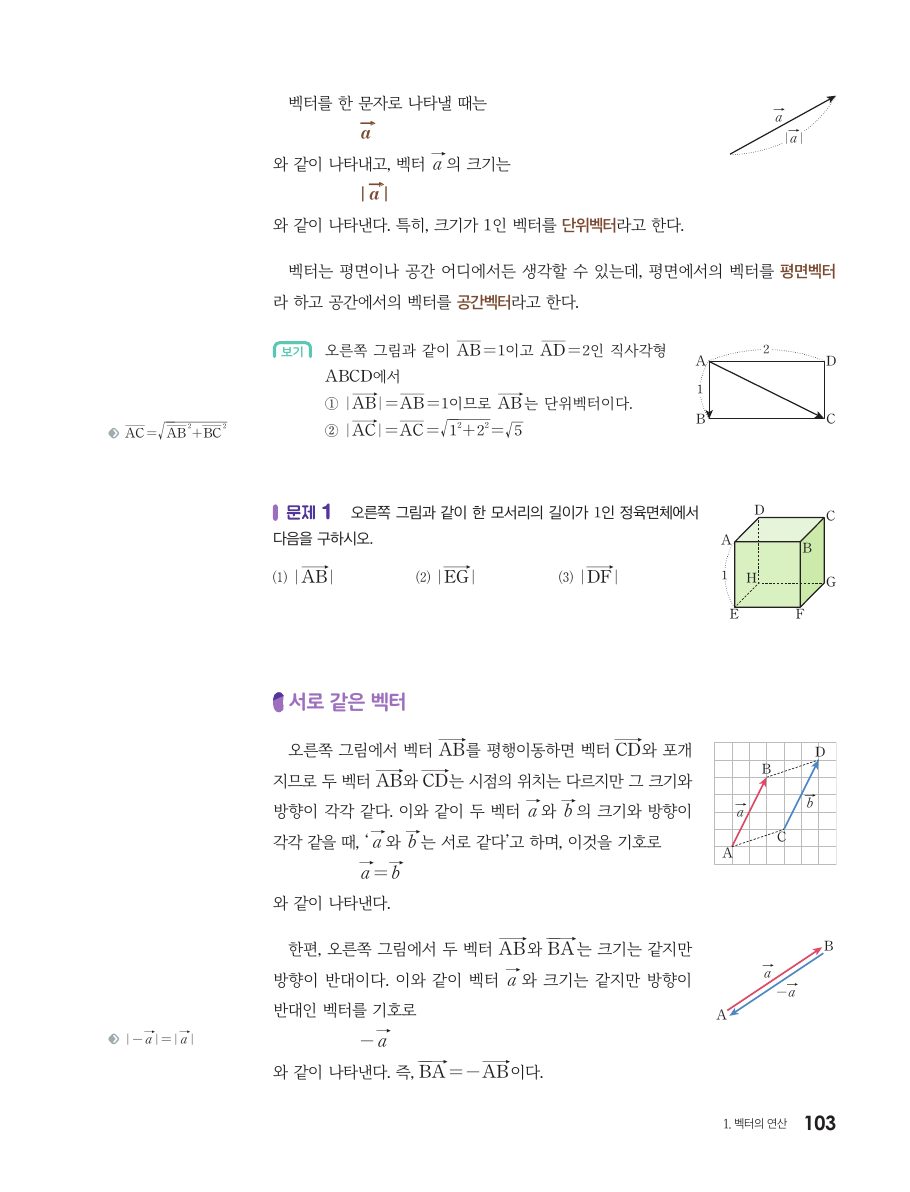 벡터를 한 문자로 나타낼 때는
a⃗
와 같이 나타내고, 벡터 a⃗의 크기는
|a⃗|
와 같이 나타낸다. 특히, 크기가 1인 벡터를 단위벡터라고 한다.
a⃗
|a⃗|
벡터는 평면이나 공간 어디에서든 생각할 수 있는데, 평면에서의 벡터를 평면벡터
라 하고 공간에서의 벡터를 공간벡터라고 한다.
보기 오른쪽 그림과 같이 A̅B̅=1이고 A̅D̅=2인 직사각형
ABCD에서
① |AB⃗|=A̅B̅=1이므로 AB⃗는 단위벡터이다.
② |AC⃗|=A̅C̅=√(1²+2²)=√5
A̅C̅=√(A̅B̅²+B̅C̅²)
2
A
D
1
B
C
문제 1 오른쪽 그림과 같이 한 모서리의 길이가 1인 정육면체에서
다음을 구하시오.
⑴ |AB⃗| ⑵ |EG⃗| ⑶ |DF⃗|
D
C
A
B
1
H
G
E
F
서로 같은 벡터
오른쪽 그림에서 벡터 AB⃗를 평행이동하면 벡터 CD⃗와 포개
지므로 두 벡터 AB⃗와 CD⃗는 시점의 위치는 다르지만 그 크기와
방향이 각각 같다. 이와 같이 두 벡터 a⃗와 b⃗의 크기와 방향이
각각 같을 때, ‘a⃗와 b⃗는 서로 같다’고 하며, 이것을 기호로
a⃗=b⃗
와 같이 나타낸다.
D
B
a⃗
b⃗
C
A
한편, 오른쪽 그림에서 두 벡터 AB⃗와 BA⃗는 크기는 같지만
방향이 반대이다. 이와 같이 벡터 a⃗와 크기는 같지만 방향이
반대인 벡터를 기호로
-a⃗
와 같이 나타낸다. 즉, BA⃗=-AB⃗이다.
|-a⃗|=|a⃗|
B
a⃗
-a⃗
A
1. 벡터의 연산 103